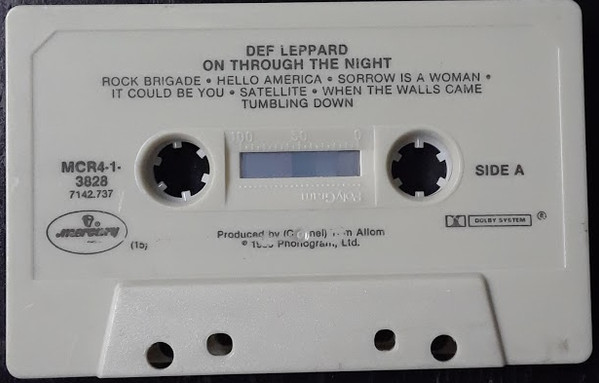 DEF LEPPARD
ON THROUGH THE NIGHT
ROCK BRIGADE • HELLO AMERICA • SORROW IS A WOMAN •
IT COULD BE YOU • SATELLITE • WHEN THE WALLS CAME
TUMBLING DOWN
100 50 0
MCR4-1-
3828
7142.737
SIDE A
PolyGram
Mercury
(15)
DOLBY SYSTEM ®
Produced by Allom
Phonogram, Ltd.